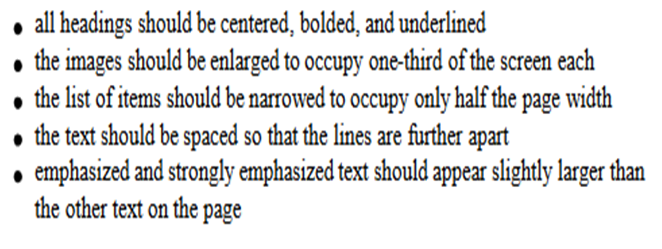 • all headings should be centered, bolded, and underlined
• the images should be enlarged to occupy one-third of the screen each
• the list of items should be narrowed to occupy only half the page width
• the text should be spaced so that the lines are further apart
• emphasized and strongly emphasized text should appear slightly larger than
the other text on the page